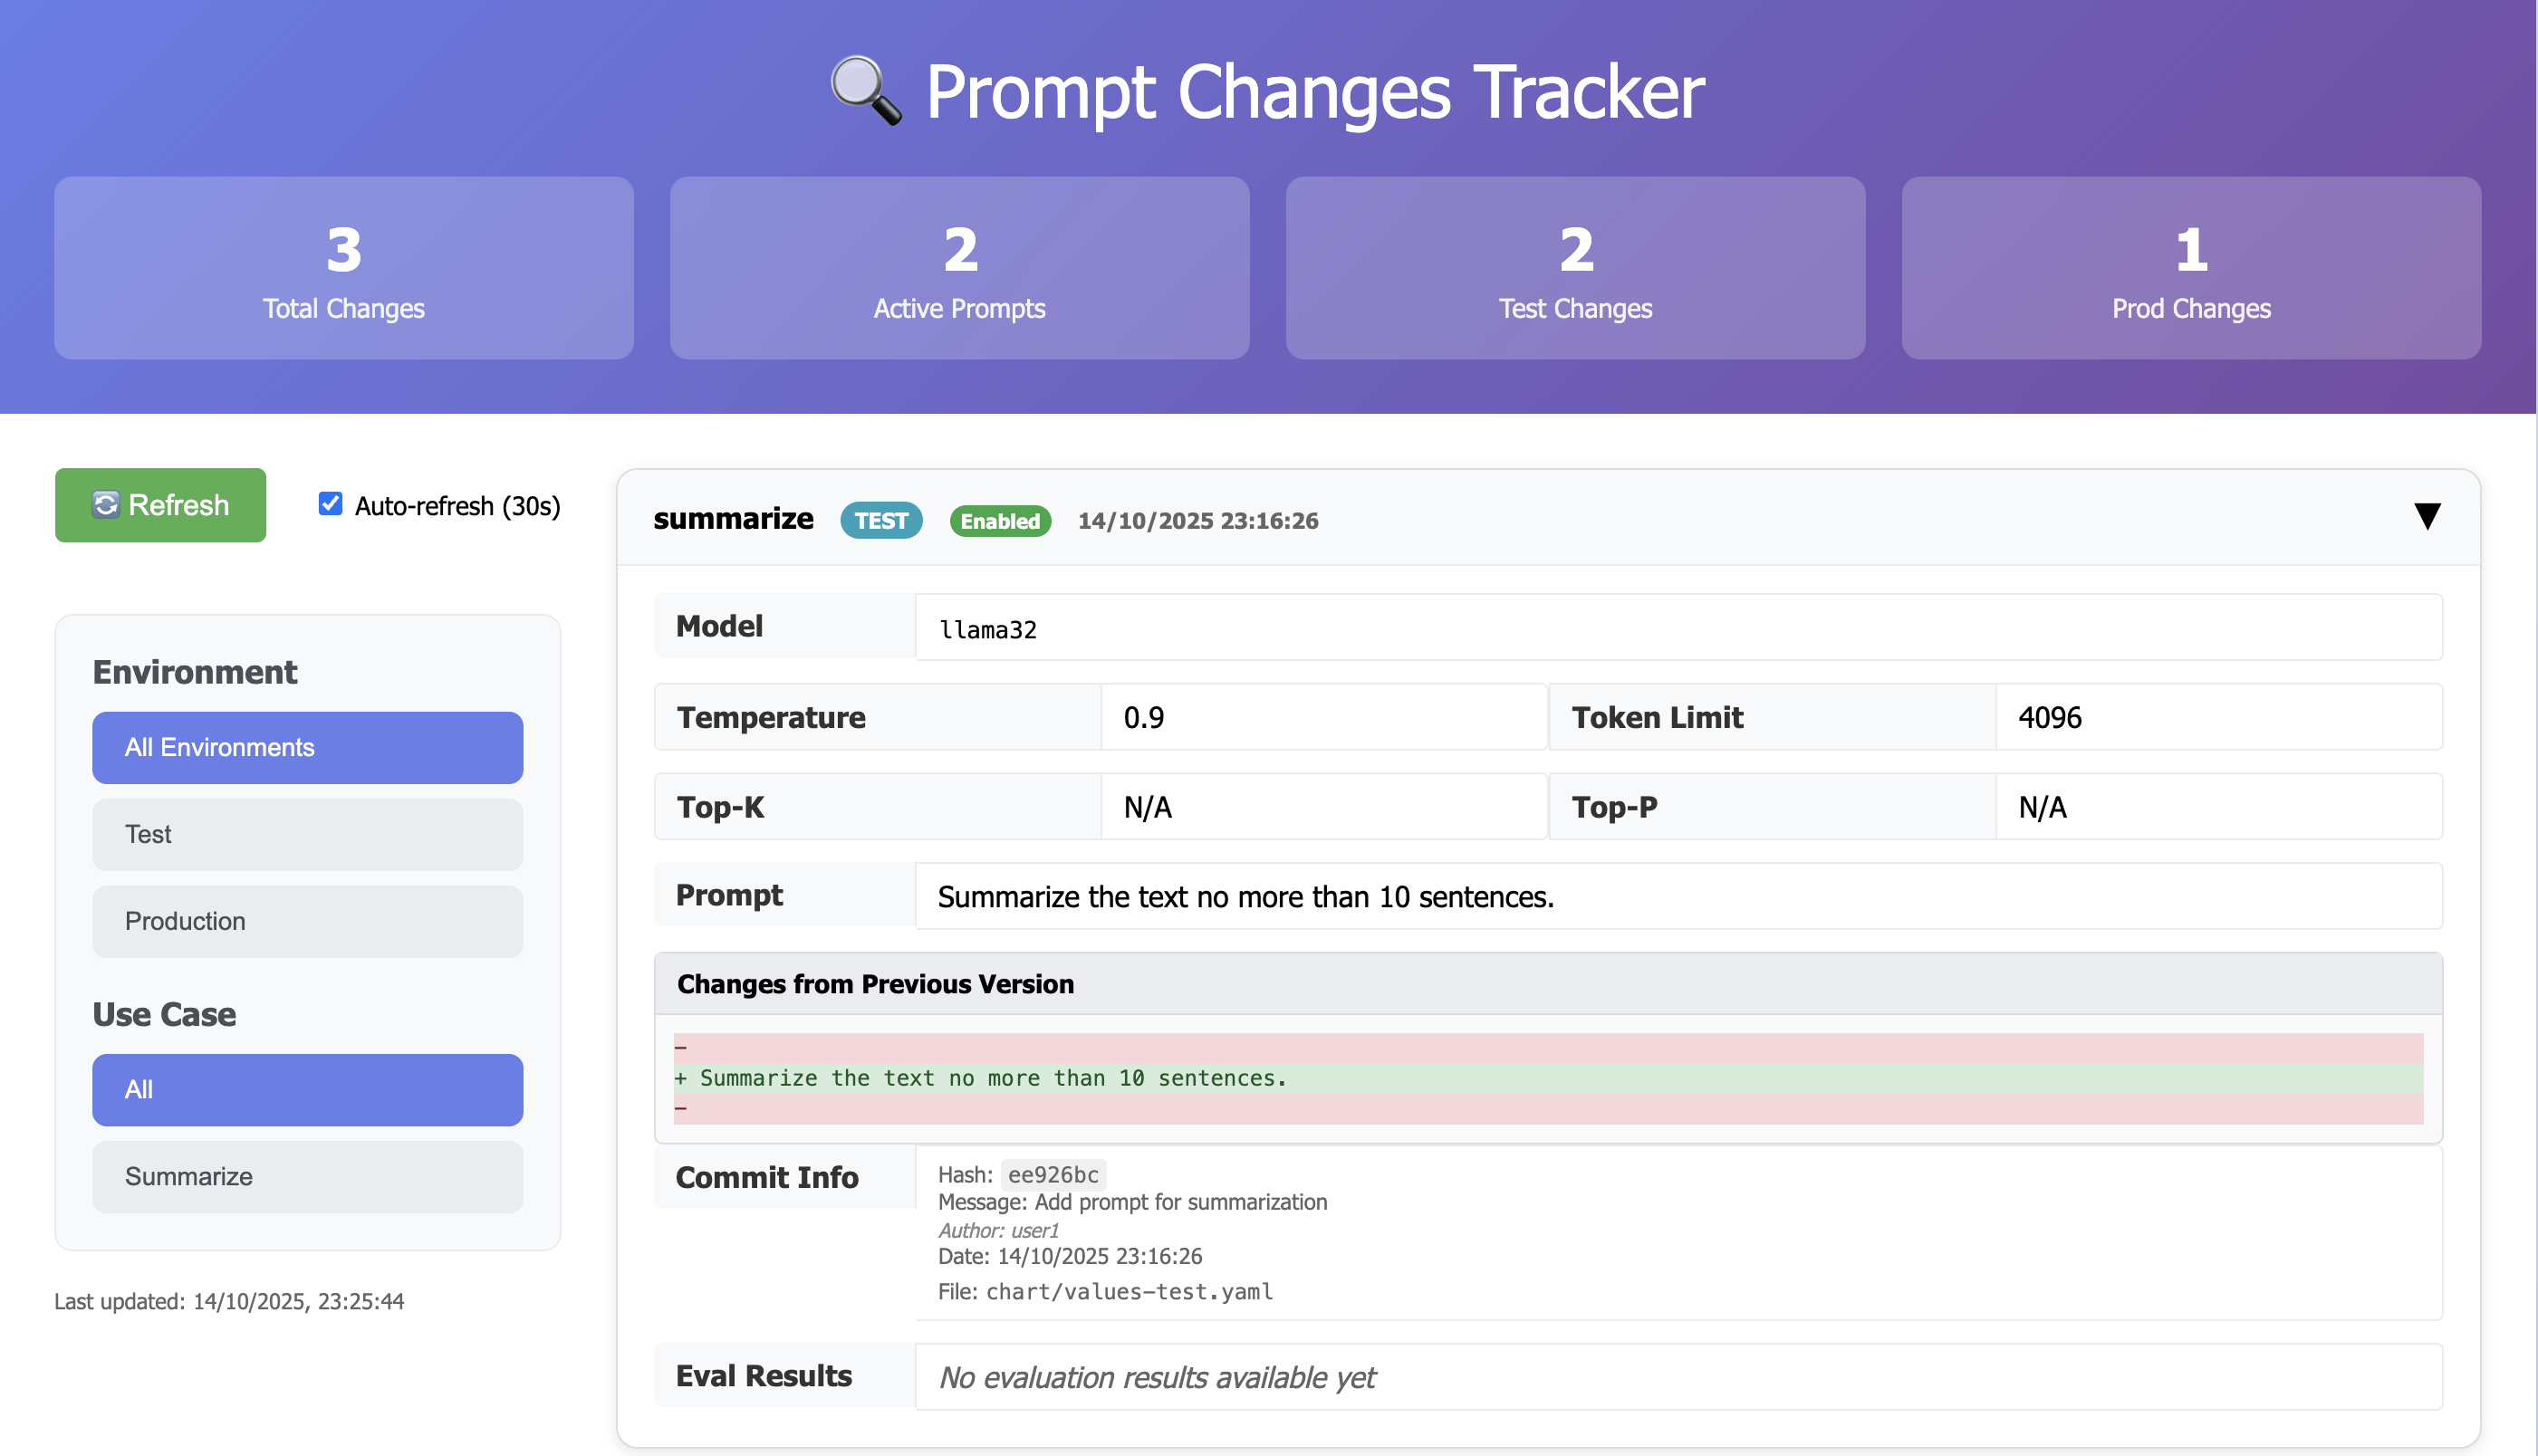 Prompt Changes Tracker
3
Total Changes
2
Active Prompts
2
Test Changes
1
Prod Changes
Refresh
Auto-refresh (30s)
Environment
All Environments
Test
Production
Use Case
All
Summarize
Last updated: 14/10/2025, 23:25:44
summarize TEST Enabled 14/10/2025 23:16:26 ▼
Model llama32
Temperature 0.9 Token Limit 4096
Top-K N/A Top-P N/A
Prompt Summarize the text no more than 10 sentences.
Changes from Previous Version
-
+ Summarize the text no more than 10 sentences.
-
Commit Info Hash: ee926bc
Message: Add prompt for summarization
Author: user1
Date: 14/10/2025 23:16:26
File: chart/values-test.yaml
Eval Results No evaluation results available yet